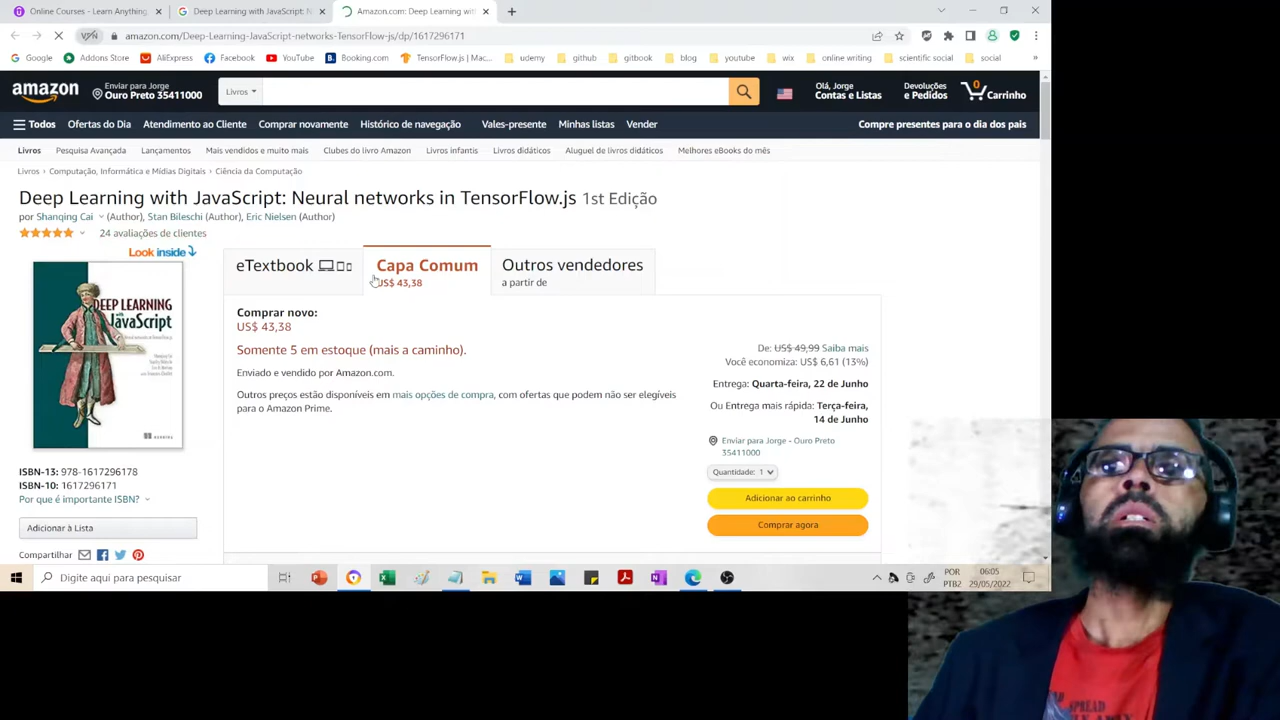 Online Courses - Learn Anything,
Deep Learning with JavaScript: N
Amazon.com: Deep Learning with
amazon.com/Deep-Learning-JavaScript-networks-TensorFlow-js/dp/1617296171
VPN
Google
Addons Store
AliExpress
Facebook
YouTube
Booking.com
TensorFlow.js | Mac...
udemy
github
gitbook
blog
youtube
wix
online writing
scientific social
social
»
amazon
Enviar para Jorge
Ouro Preto 35411000
Livros
Olá, Jorge
Contas e Listas
Devoluções
e Pedidos
0
Carrinho
Todos
Ofertas do Dia
Atendimento ao Cliente
Comprar novamente
Histórico de navegação
Vales-presente
Minhas listas
Vender
Compre presentes para o dia dos pais
Livros
Pesquisa Avançada
Lançamentos
Mais vendidos e muito mais
Clubes do livro Amazon
Livros infantis
Livros didáticos
Aluguel de livros didáticos
Melhores eBooks do mês
Livros › Computação, Informática e Mídias Digitais › Ciência da Computação
Deep Learning with JavaScript: Neural networks in TensorFlow.js 1st Edição
por Shanqing Cai (Author), Stan Bileschi (Author), Eric Nielsen (Author)
24 avaliações de clientes
Look inside
DEEP LEARNING
with JavaScript
MANNING
ISBN-13: 978-1617296178
ISBN-10: 1617296171
Por que é importante ISBN?
Adicionar à Lista
Compartilhar
eTextbook
Capa Comum
US$ 43,38
Outros vendedores
a partir de
Comprar novo:
US$ 43,38
Somente 5 em estoque (mais a caminho).
Enviado e vendido por Amazon.com.
Outros preços estão disponíveis em mais opções de compra, com ofertas que podem não ser elegíveis
para o Amazon Prime.
De: US$ 49,99 Saiba mais
Você economiza: US$ 6,61 (13%)
Entrega: Quarta-feira, 22 de Junho
Ou Entrega mais rápida: Terça-feira,
14 de Junho
Enviar para Jorge - Ouro Preto
35411000
Quantidade: 1
Adicionar ao carrinho
Comprar agora
Digite aqui para pesquisar
POR
PTB2
06:05
29/05/2022